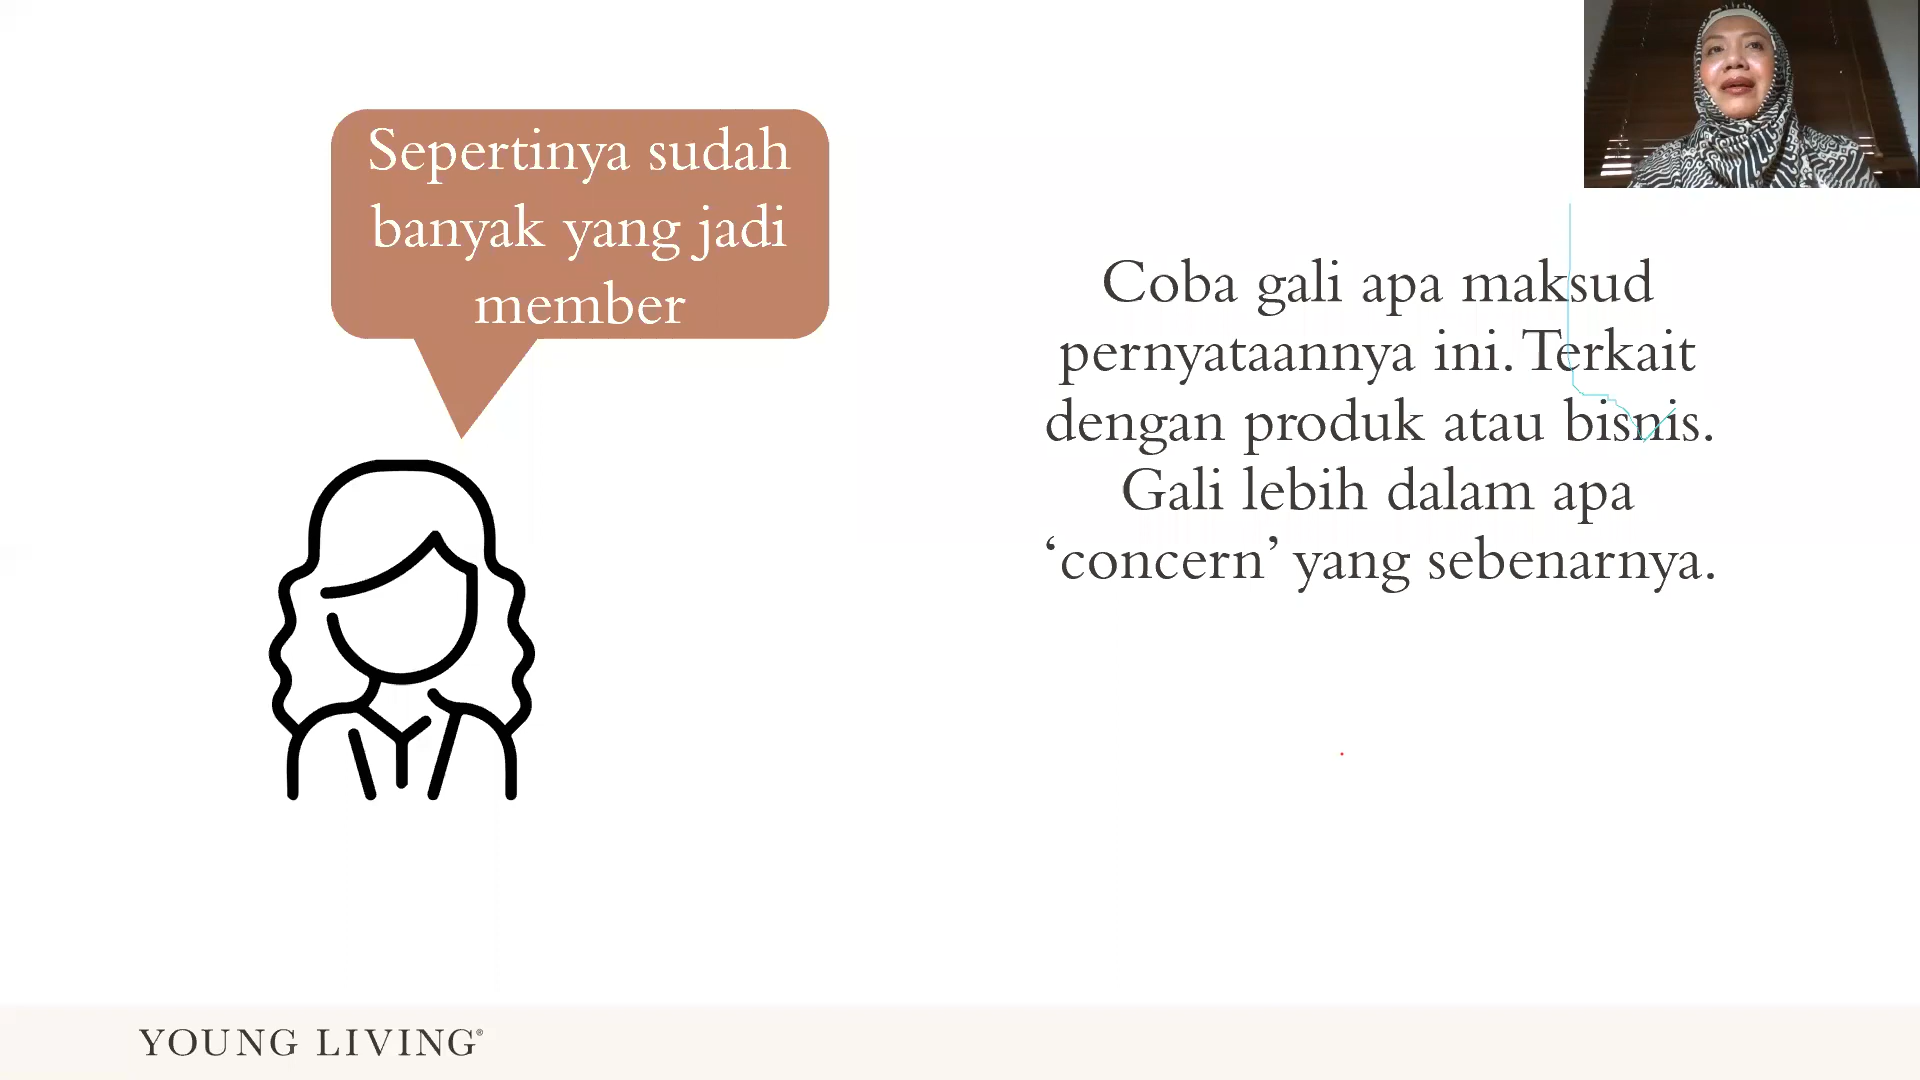 Sepertinya sudah
banyak yang jadi
member
Coba gali apa maksud
pernyataannya ini. Terkait
dengan produk atau bisnis.
Gali lebih dalam apa
‘concern’ yang sebenarnya.
YOUNG LIVING®